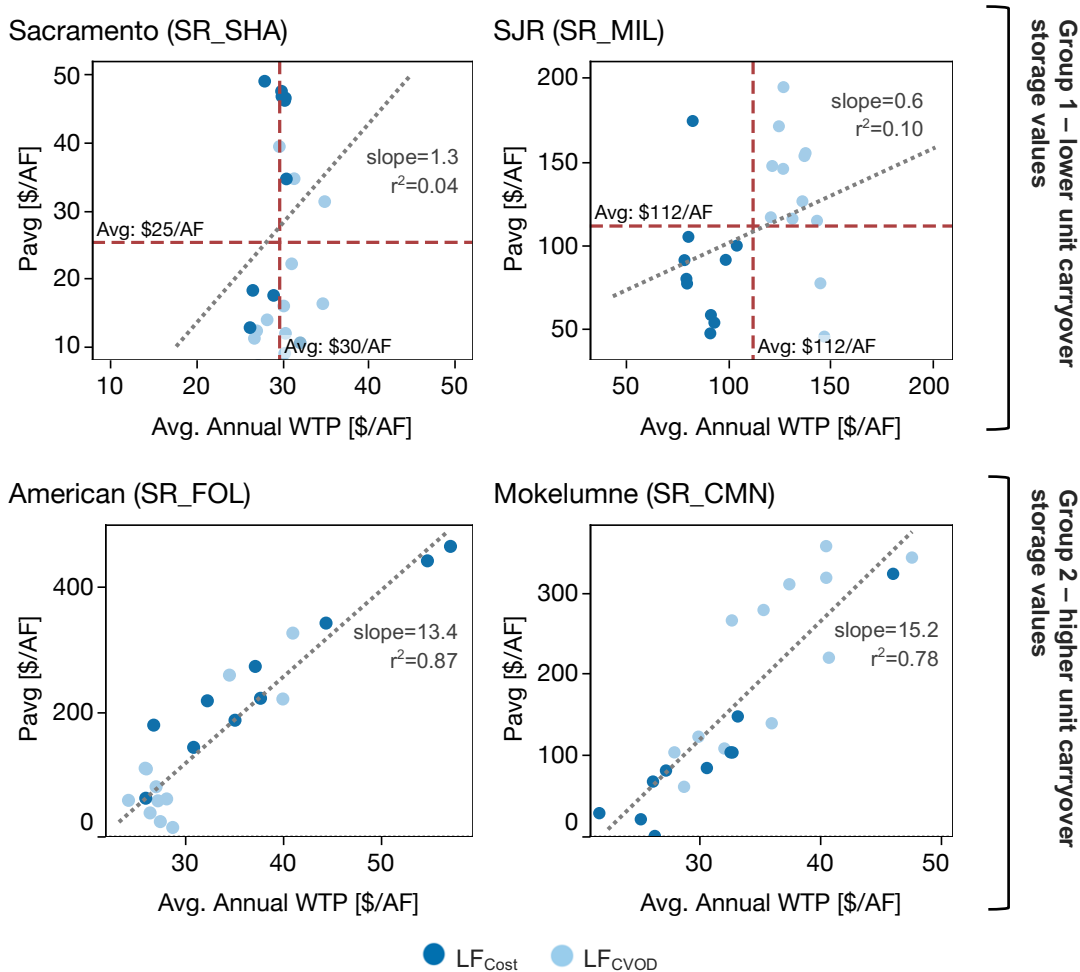 Sacramento (SR_SHA)
50
40
30
20
10
Pavg [$/AF]
slope=1.3
r²=0.04
Avg: $25/AF
Avg: $30/AF
10 20 30 40 50
Avg. Annual WTP [$/AF]
SJR (SR_MIL)
200
150
100
50
Pavg [$/AF]
slope=0.6
r²=0.10
Avg: $112/AF
Avg: $112/AF
50 100 150 200
Avg. Annual WTP [$/AF]
Group 1 – lower unit carryover
storage values
American (SR_FOL)
400
200
0
Pavg [$/AF]
slope=13.4
r²=0.87
30 40 50
Avg. Annual WTP [$/AF]
Mokelumne (SR_CMN)
300
200
100
0
Pavg [$/AF]
slope=15.2
r²=0.78
30 40 50
Avg. Annual WTP [$/AF]
Group 2 – higher unit carryover
storage values
LF_Cost LF_CVOD